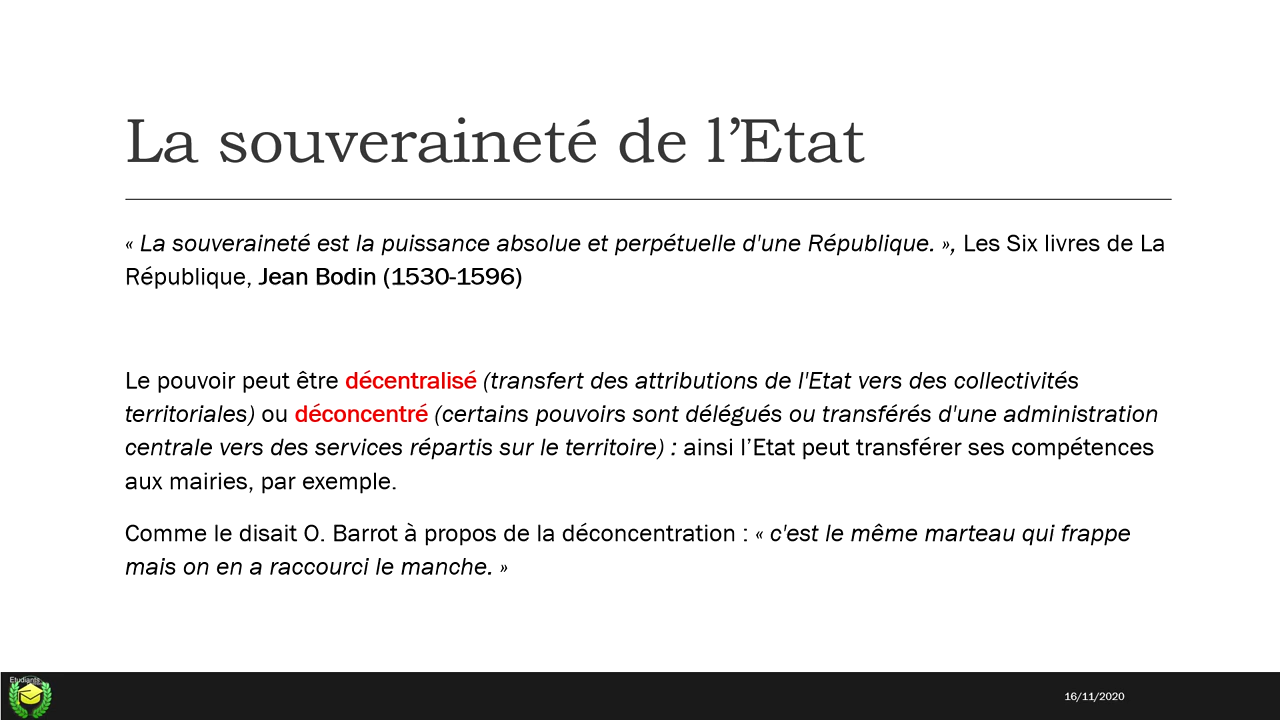 La souveraineté de l’Etat
« La souveraineté est la puissance absolue et perpétuelle d'une République. », Les Six livres de La
République, Jean Bodin (1530-1596)
Le pouvoir peut être décentralisé (transfert des attributions de l'Etat vers des collectivités
territoriales) ou déconcentré (certains pouvoirs sont délégués ou transférés d'une administration
centrale vers des services répartis sur le territoire) : ainsi l’Etat peut transférer ses compétences
aux mairies, par exemple.
Comme le disait O. Barrot à propos de la déconcentration : « c'est le même marteau qui frappe
mais on en a raccourci le manche. »
Etudiants
16/11/2020